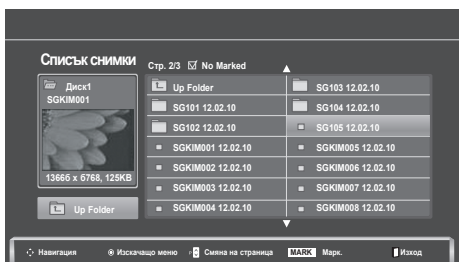 Списък снимки
Стр. 2/3 No Marked
Диск1
SGKIM001
13665 x 6768, 125KB
Up Folder
Up Folder
SG101 12.02.10
SG102 12.02.10
SGKIM001 12.02.10
SGKIM002 12.02.10
SGKIM003 12.02.10
SGKIM004 12.02.10
SG103 12.02.10
SG104 12.02.10
SG105 12.02.10
SGKIM005 12.02.10
SGKIM006 12.02.10
SGKIM007 12.02.10
SGKIM008 12.02.10
Навигация Изскачащо меню P Смяна на страница MARK Марк. Изход